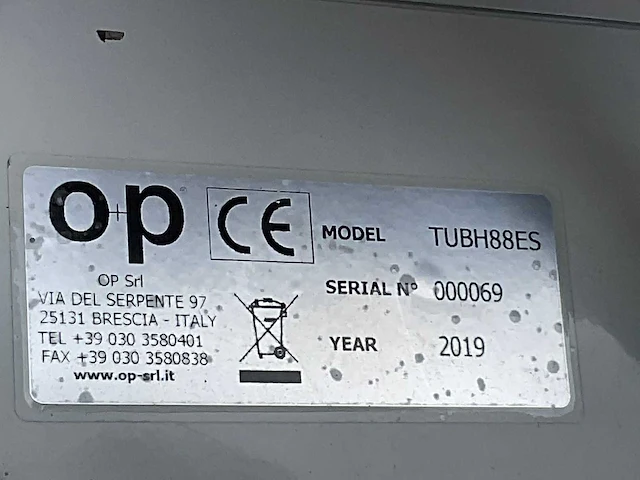 o+p
CE
OP Srl
VIA DEL SERPENTE 97
25131 BRESCIA - ITALY
TEL +39 030 3580401
FAX +39 030 3580838
www.op-srl.it
MODEL TUBH88ES
SERIAL N° 000069
YEAR 2019